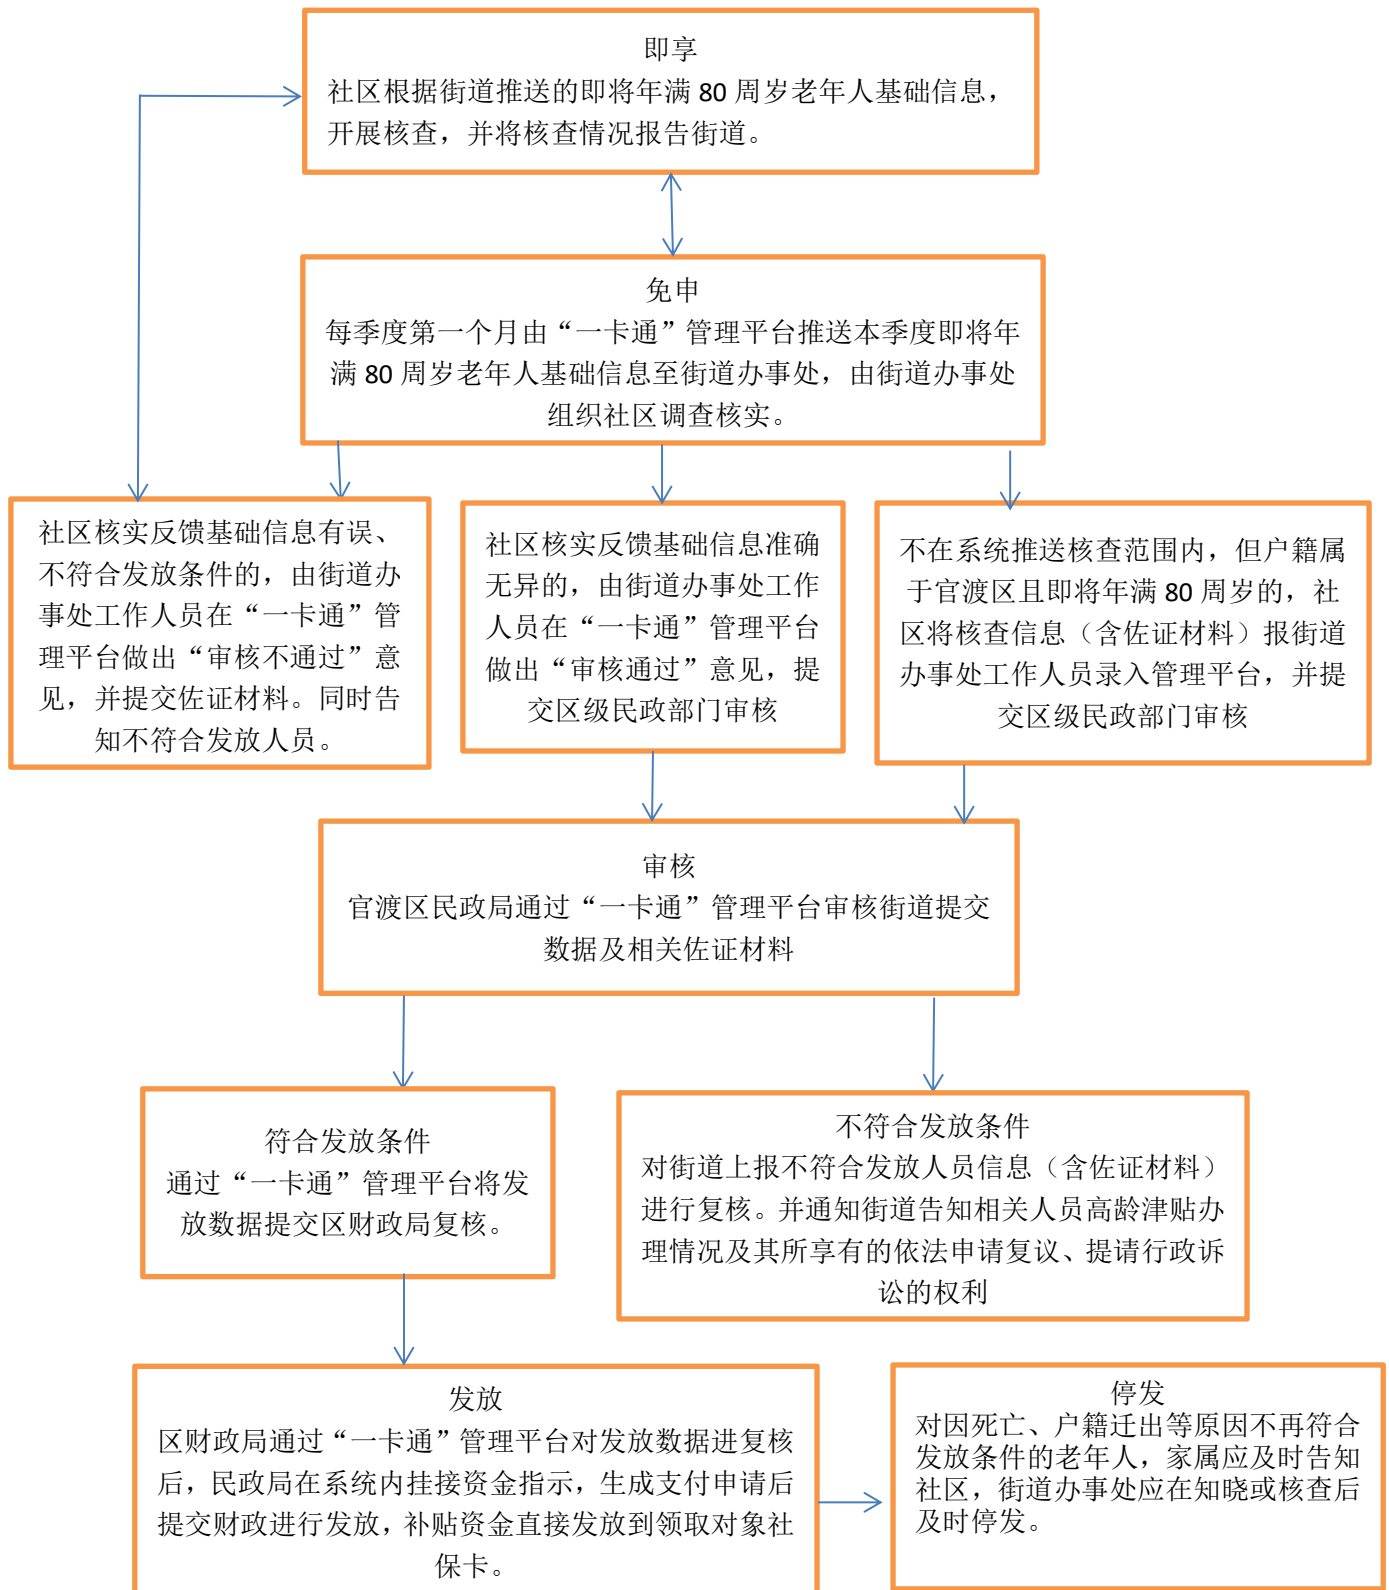 即享
社区根据街道推送的即将年满 80 周岁老年人基础信息，
开展核查，并将核查情况报告街道。
免申
每季度第一个月由“一卡通”管理平台推送本季度即将年
满 80 周岁老年人基础信息至街道办事处，由街道办事处
组织社区调查核实。
社区核实反馈基础信息有误、
不符合发放条件的，由街道办
事处工作人员在“一卡通”管
理平台做出“审核不通过”意
见，并提交佐证材料。同时告
知不符合发放人员。
社区核实反馈基础信息准确
无异的，由街道办事处工作
人员在“一卡通”管理平台
做出“审核通过”意见，提
交区级民政部门审核
不在系统推送核查范围内，但户籍属
于官渡区且即将年满 80 周岁的，社
区将核查信息（含佐证材料）报街道
办事处工作人员录入管理平台，并提
交区级民政部门审核
审核
官渡区民政局通过“一卡通”管理平台审核街道提交
数据及相关佐证材料
符合发放条件
通过“一卡通”管理平台将发
放数据提交区财政局复核。
不符合发放条件
对街道上报不符合发放人员信息（含佐证材料）
进行复核。并通知街道告知相关人员高龄津贴办
理情况及其所享有的依法申请复议、提请行政诉
讼的权利
发放
区财政局通过“一卡通”管理平台对发放数据进复核
后，民政局在系统内挂接资金指示，生成支付申请后
提交财政进行发放，补贴资金直接发放到领取对象社
保卡。
停发
对因死亡、户籍迁出等原因不再符合
发放条件的老年人，家属应及时告知
社区，街道办事处应在知晓或核查后
及时停发。